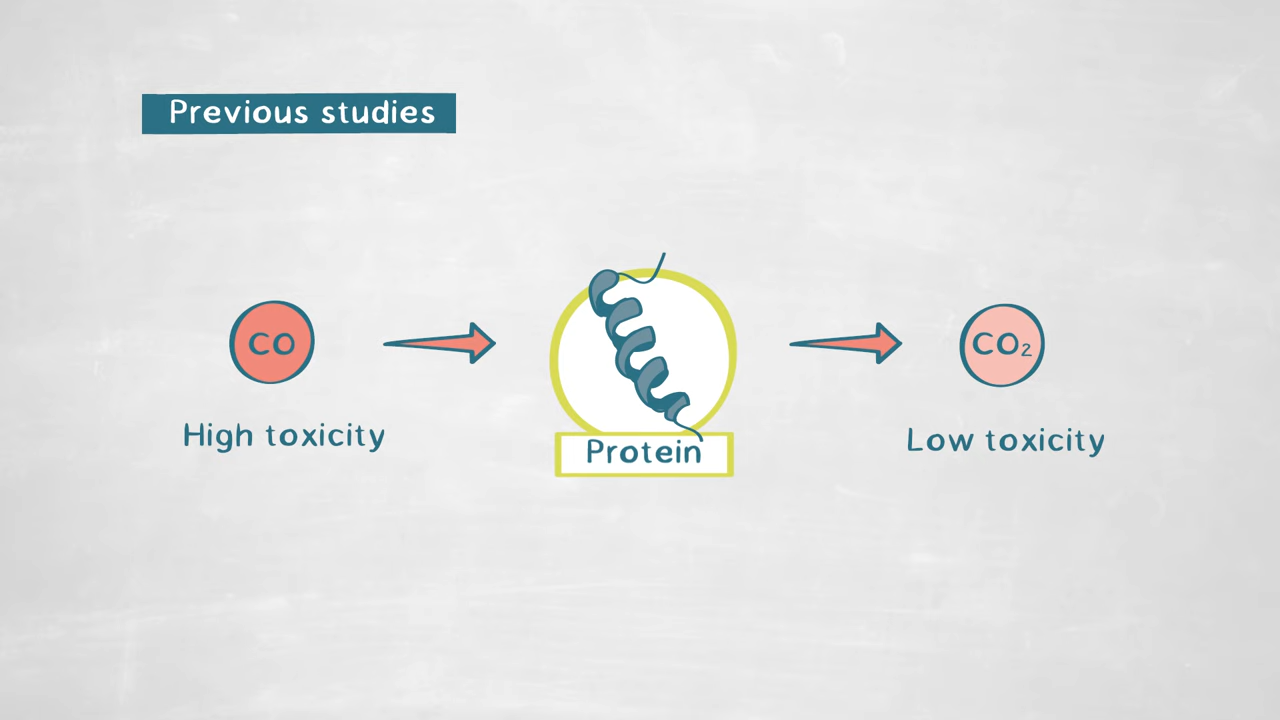 Previous studies
CO
CO₂
High toxicity
Protein
Low toxicity